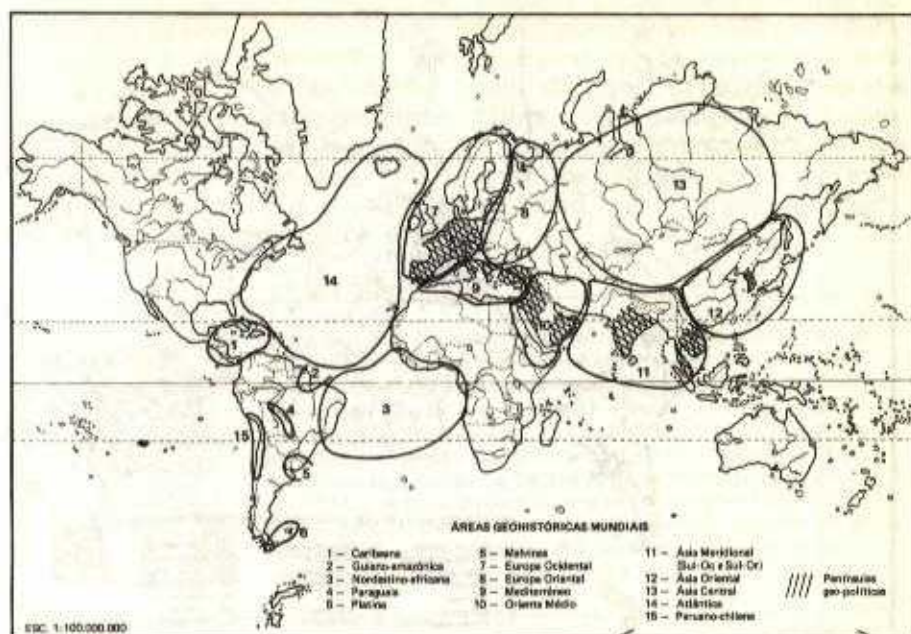 13
8
7
14
9
12
10
1
11
2
3
4
15
5
6
ÁREAS GEOHISTÓRICAS MUNDIAIS
1 – Caribeana
2 – Guiano-amazônica
3 – Nordestino-africana
4 – Paraguaia
5 – Platina
6 – Malvinas
7 – Europa Ocidental
8 – Europa Oriental
9 – Mediterrâneo
10 – Oriente Médio
11 – Ásia Meridional
(Sul-Oc e Sul-Or)
12 – Ásia Oriental
13 – Ásia Central
14 – Atlântica
15 – Peruano-chilena
Penínsulas
geo-políticas
ESC. 1:100.000.000